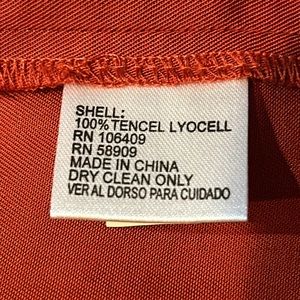 SHELL:
100% TENCEL LYOCELL
RN 106409
RN 58909
MADE IN CHINA
DRY CLEAN ONLY
VER AL DORSO PARA CUIDADO